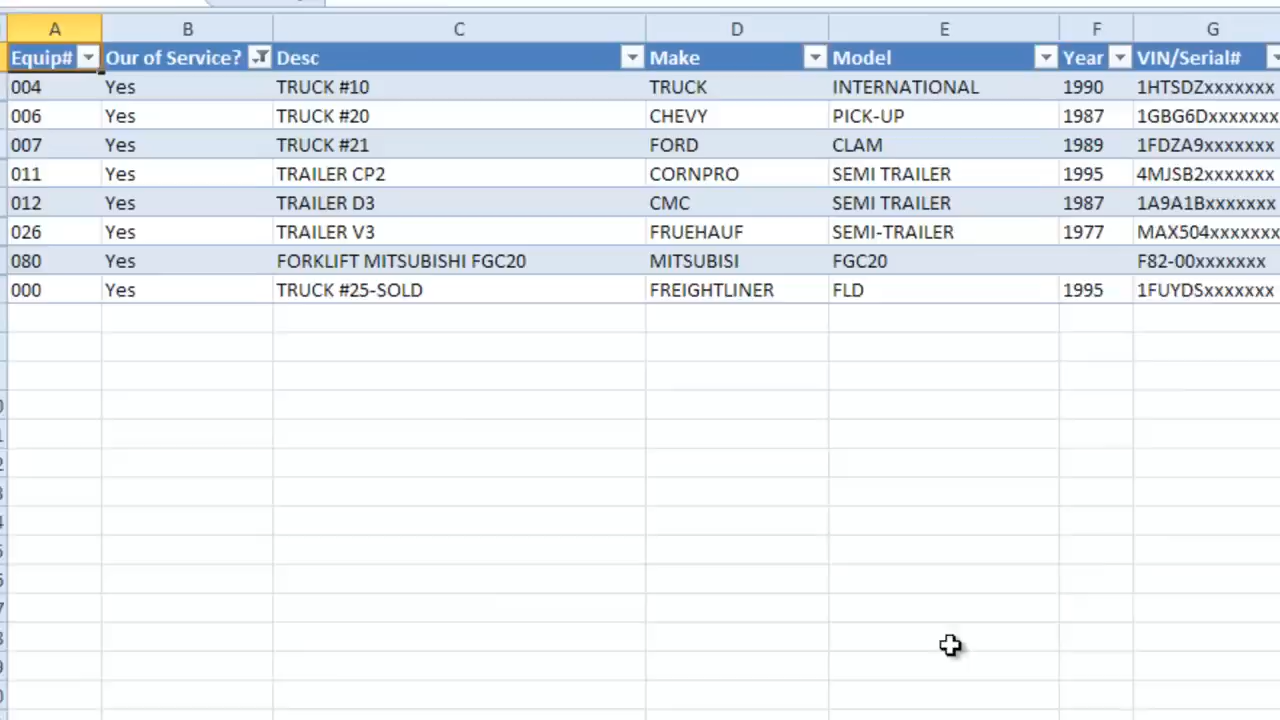 A B C D E F G
Equip# Our of Service? Desc Make Model Year VIN/Serial#
004 Yes TRUCK #10 TRUCK INTERNATIONAL 1990 1HTSDZxxxxxxx
006 Yes TRUCK #20 CHEVY PICK-UP 1987 1GBG6Dxxxxxxx
007 Yes TRUCK #21 FORD CLAM 1989 1FDZA9xxxxxxx
011 Yes TRAILER CP2 CORNPRO SEMI TRAILER 1995 4MJSB2xxxxxxx
012 Yes TRAILER D3 CMC SEMI TRAILER 1987 1A9A1Bxxxxxxx
026 Yes TRAILER V3 FRUEHAUF SEMI-TRAILER 1977 MAX504xxxxxxx
080 Yes FORKLIFT MITSUBISHI FGC20 MITSUBISI FGC20 F82-00xxxxxxx
000 Yes TRUCK #25-SOLD FREIGHTLINER FLD 1995 1FUYDSxxxxxxx